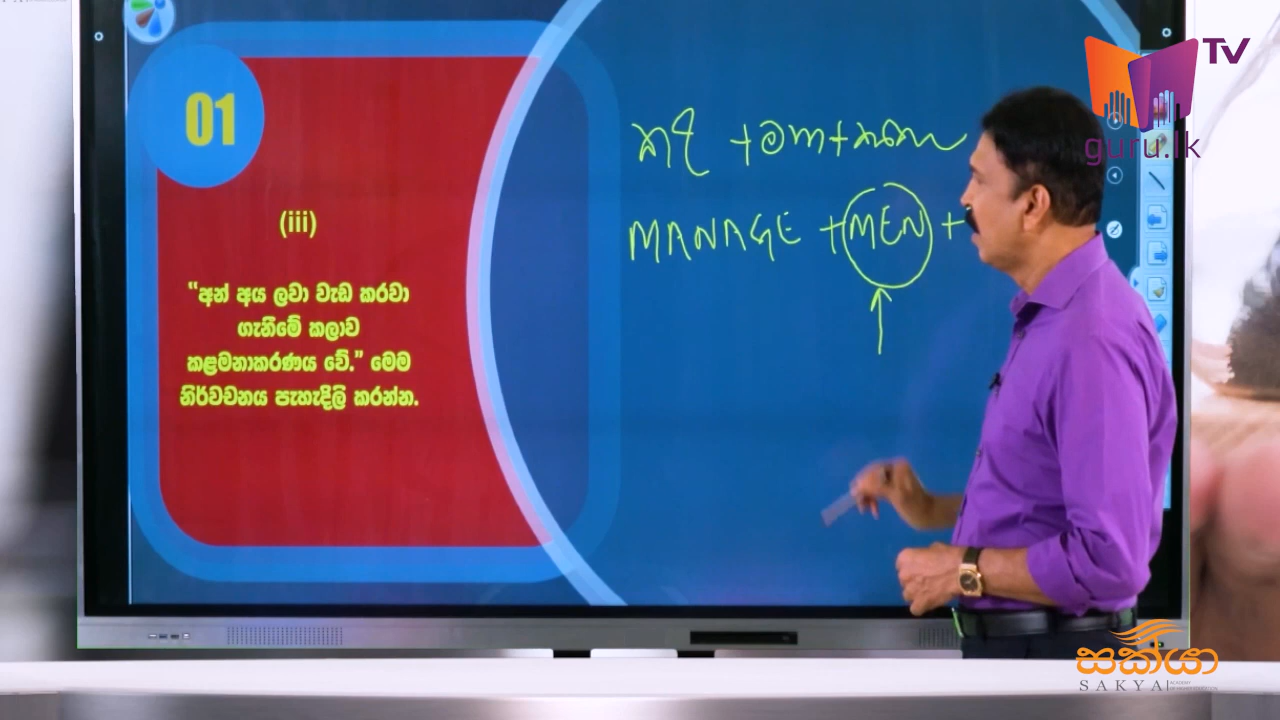 01
(iii)
"අන් අය ලවා වැඩ කරවා
ගැනීමේ කලාව
කළමනාකරණය වේ." මෙම
නිර්වචනය පැහැදිලි කරන්න.
MANAGE + MEN +
TV
guru.lk
සක්යා
SAKYA